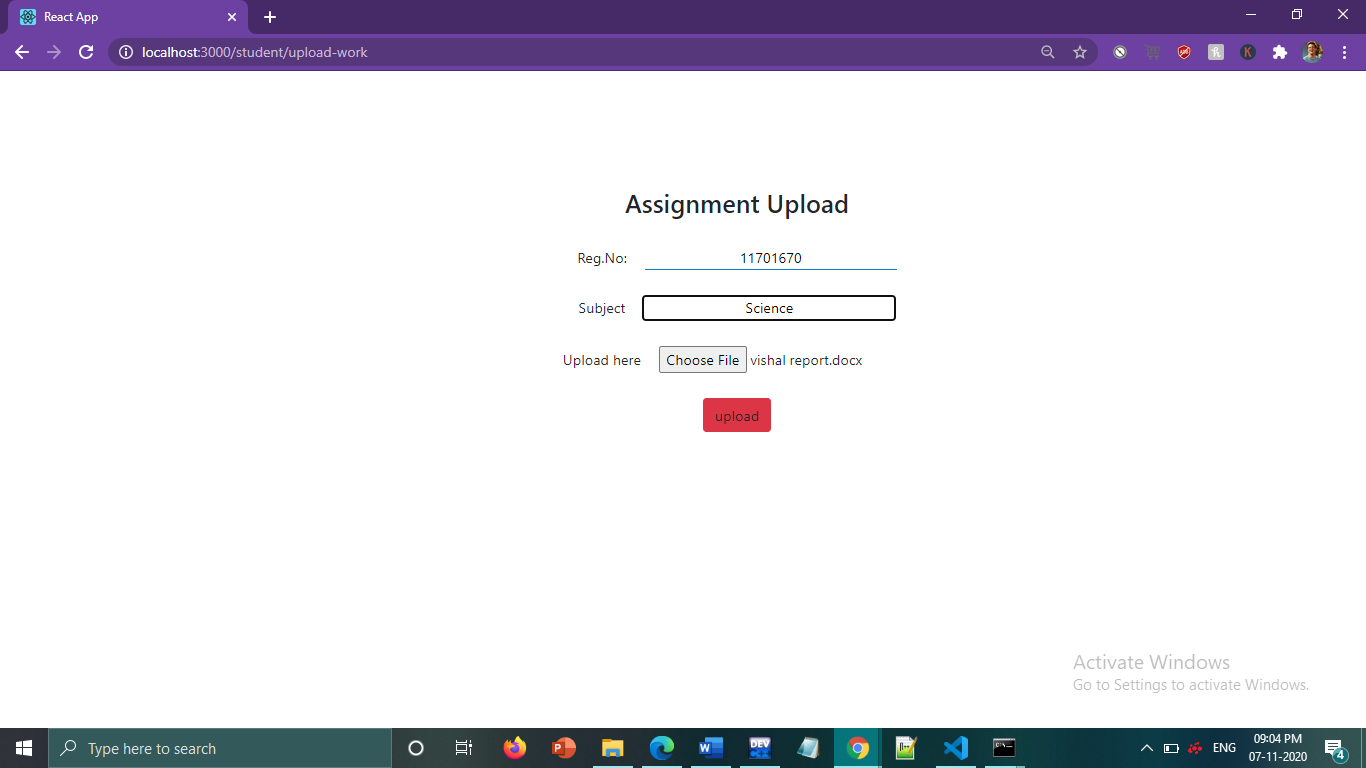 React App
localhost:3000/student/upload-work
Assignment Upload
Reg.No: 11701670
Subject Science
Upload here Choose File vishal report.docx
upload
Activate Windows
Go to Settings to activate Windows.
Type here to search
DEV
ENG
09:04 PM
07-11-2020
4